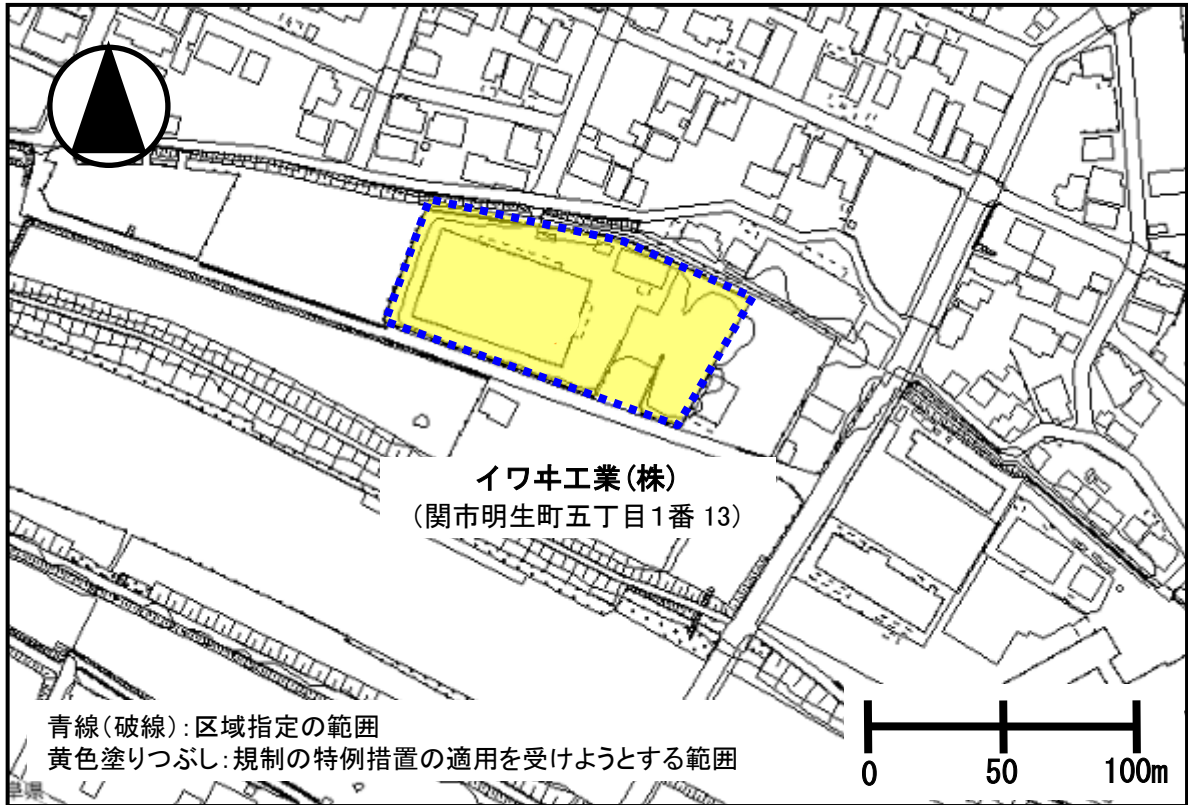 イワヰ工業(株)
(関市明生町五丁目1番 13)
青線(破線):区域指定の範囲
黄色塗りつぶし:規制の特例措置の適用を受けようとする範囲
0 50 100m
阜県